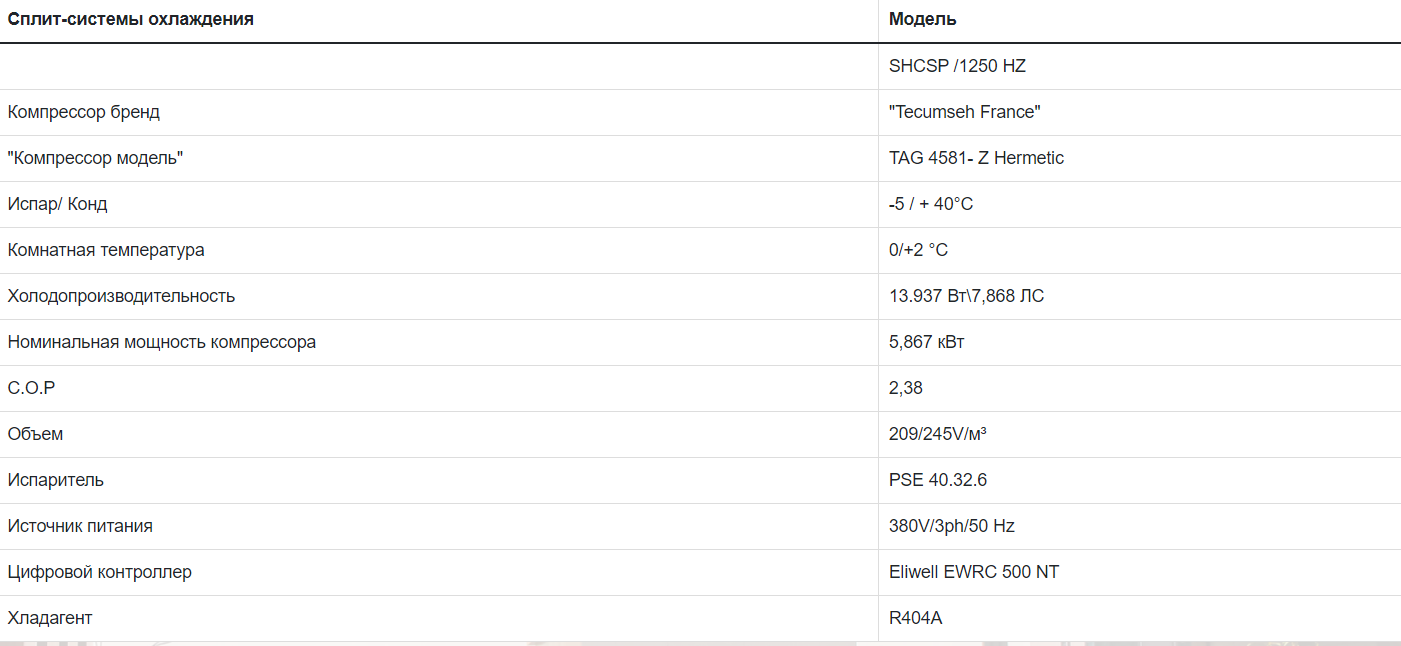 Сплит-системы охлаждения Модель
SHCSP /1250 HZ
Компрессор бренд "Tecumseh France"
"Компрессор модель" TAG 4581- Z Hermetic
Испар/ Конд -5 / + 40°C
Комнатная температура 0/+2 °C
Холодопроизводительность 13.937 Вт\7,868 ЛС
Номинальная мощность компрессора 5,867 кВт
C.O.P 2,38
Объем 209/245V/м³
Испаритель PSE 40.32.6
Источник питания 380V/3ph/50 Hz
Цифровой контроллер Eliwell EWRC 500 NT
Хладагент R404A